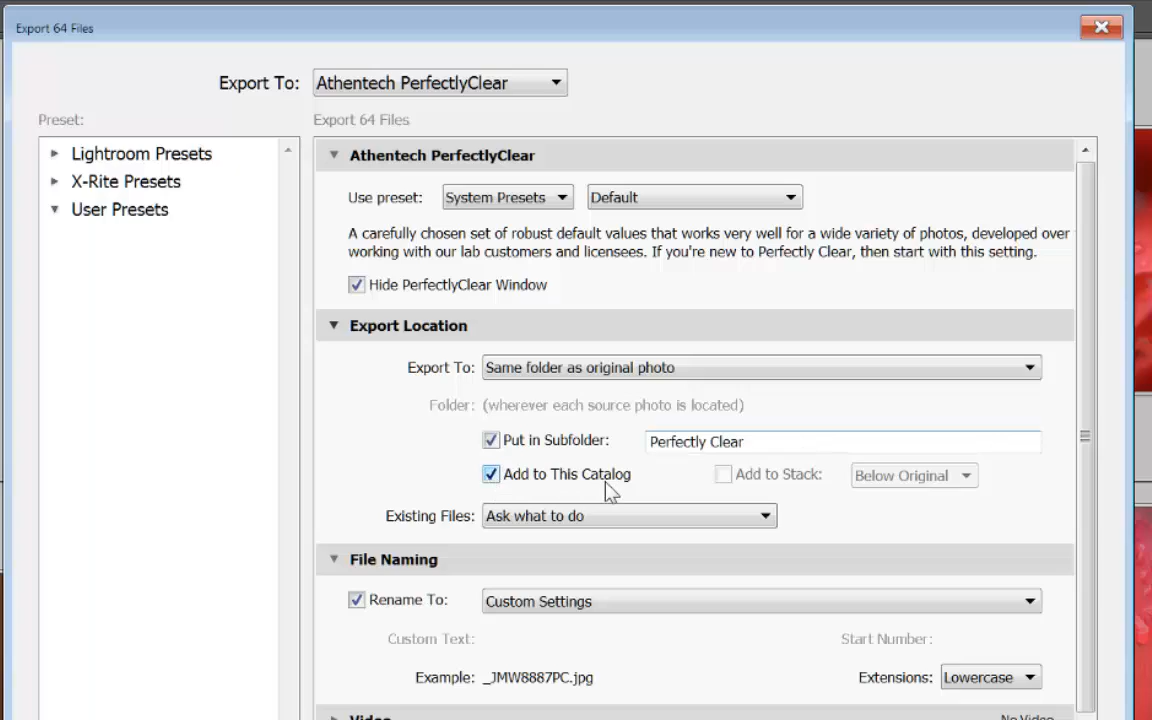 Export 64 Files
Export To: Athentech PerfectlyClear
Preset:
Export 64 Files
Lightroom Presets
X-Rite Presets
User Presets
Athentech PerfectlyClear
Use preset: System Presets Default
A carefully chosen set of robust default values that works very well for a wide variety of photos, developed over
working with our lab customers and licensees. If you're new to Perfectly Clear, then start with this setting.
Hide PerfectlyClear Window
Export Location
Export To: Same folder as original photo
Folder: (wherever each source photo is located)
Put in Subfolder: Perfectly Clear
Add to This Catalog Add to Stack: Below Original
Existing Files: Ask what to do
File Naming
Rename To: Custom Settings
Custom Text: Start Number:
Example: _JMW8887PC.jpg Extensions: Lowercase
Video No Video